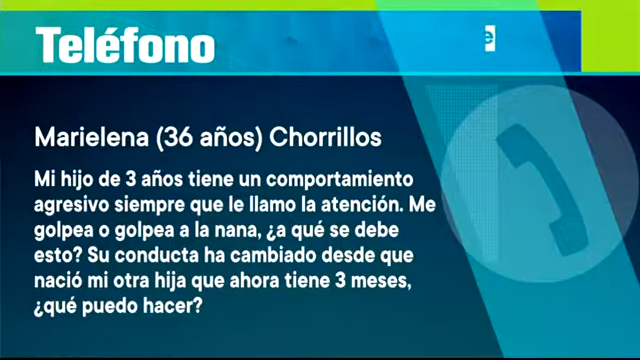 Teléfono
e
Marielena (36 años) Chorrillos
Mi hijo de 3 años tiene un comportamiento
agresivo siempre que le llamo la atención. Me
golpea o golpea a la nana, ¿a qué se debe
esto? Su conducta ha cambiado desde que
nació mi otra hija que ahora tiene 3 meses,
¿qué puedo hacer?